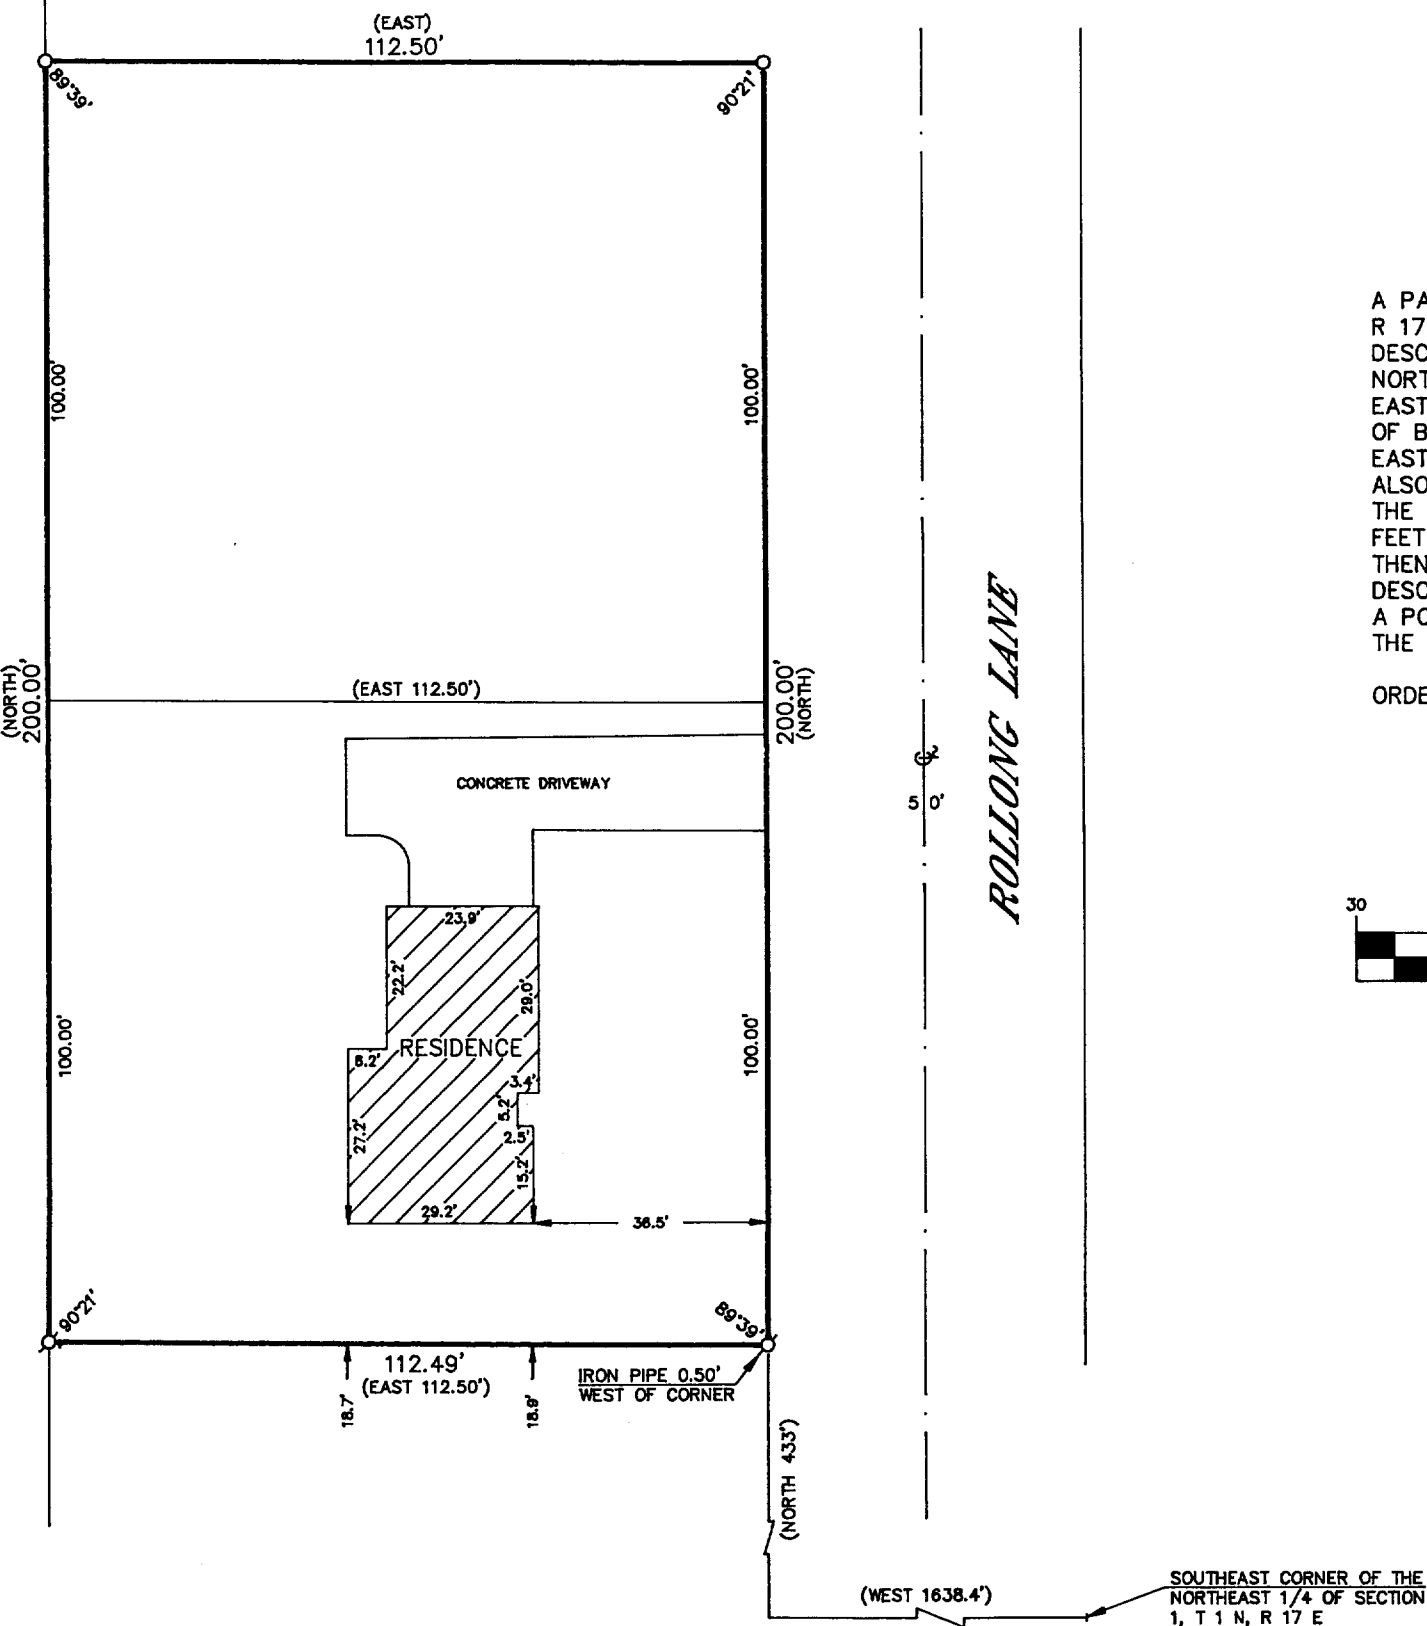 (EAST)
112.50'
89°39'
90°21'
100.00'
100.00'
A PA
R 17
DESC
NORT
EAST
OF B
EAST
ALSO
THE
FEET
THEN
DESC
A PO
THE
ORDE
(NORTH)
200.00'
(EAST 112.50')
200.00'
(NORTH)
CONCRETE DRIVEWAY
℄
50'
ROLLONG LANE
30
23.9'
22.2'
29.0'
RESIDENCE
6.2'
3.4'
5.2'
2.5'
27.2'
15.2'
29.2'
36.5'
100.00'
100.00'
90°21'
89°39'
112.49'
(EAST 112.50')
18.7'
18.9'
IRON PIPE 0.50'
WEST OF CORNER
(NORTH 433')
(WEST 1638.4')
SOUTHEAST CORNER OF THE
NORTHEAST 1/4 OF SECTION
1, T 1 N, R 17 E